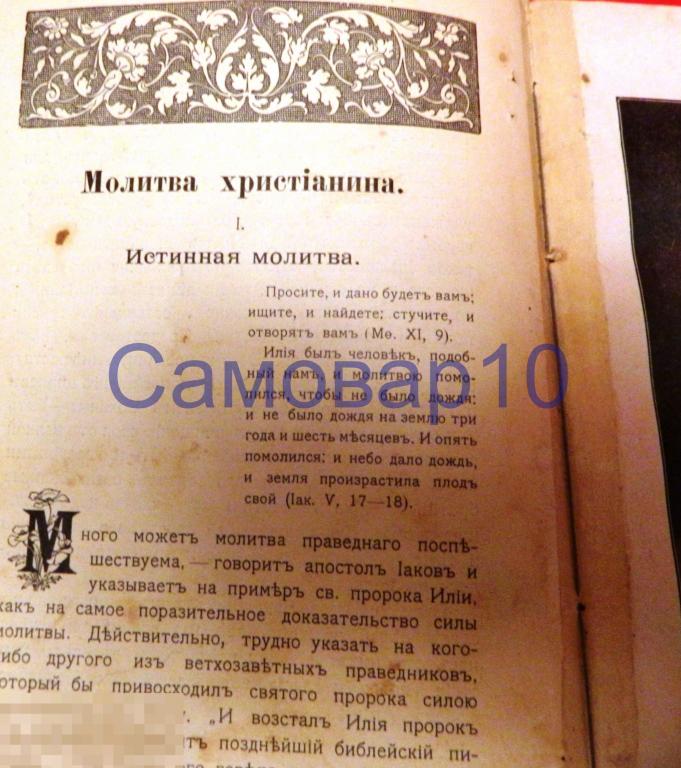 Молитва христіанина.
I.
Истинная молитва.
Просите, и дано будетъ вамъ;
ищите, и найдете; стучите, и
отворятъ вамъ (Мѳ. XI, 9).
Илія былъ человѣкъ, подоб-
ный намъ, и молитвою помо-
лился, чтобы не было дождя:
и не было дождя на землю три
года и шесть мѣсяцевъ. И опять
помолился: и небо дало дождь,
и земля произрастила плодъ
свой (Іак. V, 17—18).
Самовар10
Много можетъ молитва праведнаго поспѣ-
шествуема, — говоритъ апостолъ Іаковъ и
указываетъ на примѣръ св. пророка Иліи,
какъ на самое поразительное доказательство силы
молитвы. Дѣйствительно, трудно указать на кого-
ибо другого изъ ветхозавѣтныхъ праведниковъ,
оторый бы привосходилъ святого пророка силою
„И возсталъ Илія пророкъ
позднѣйшій библейскій пи-